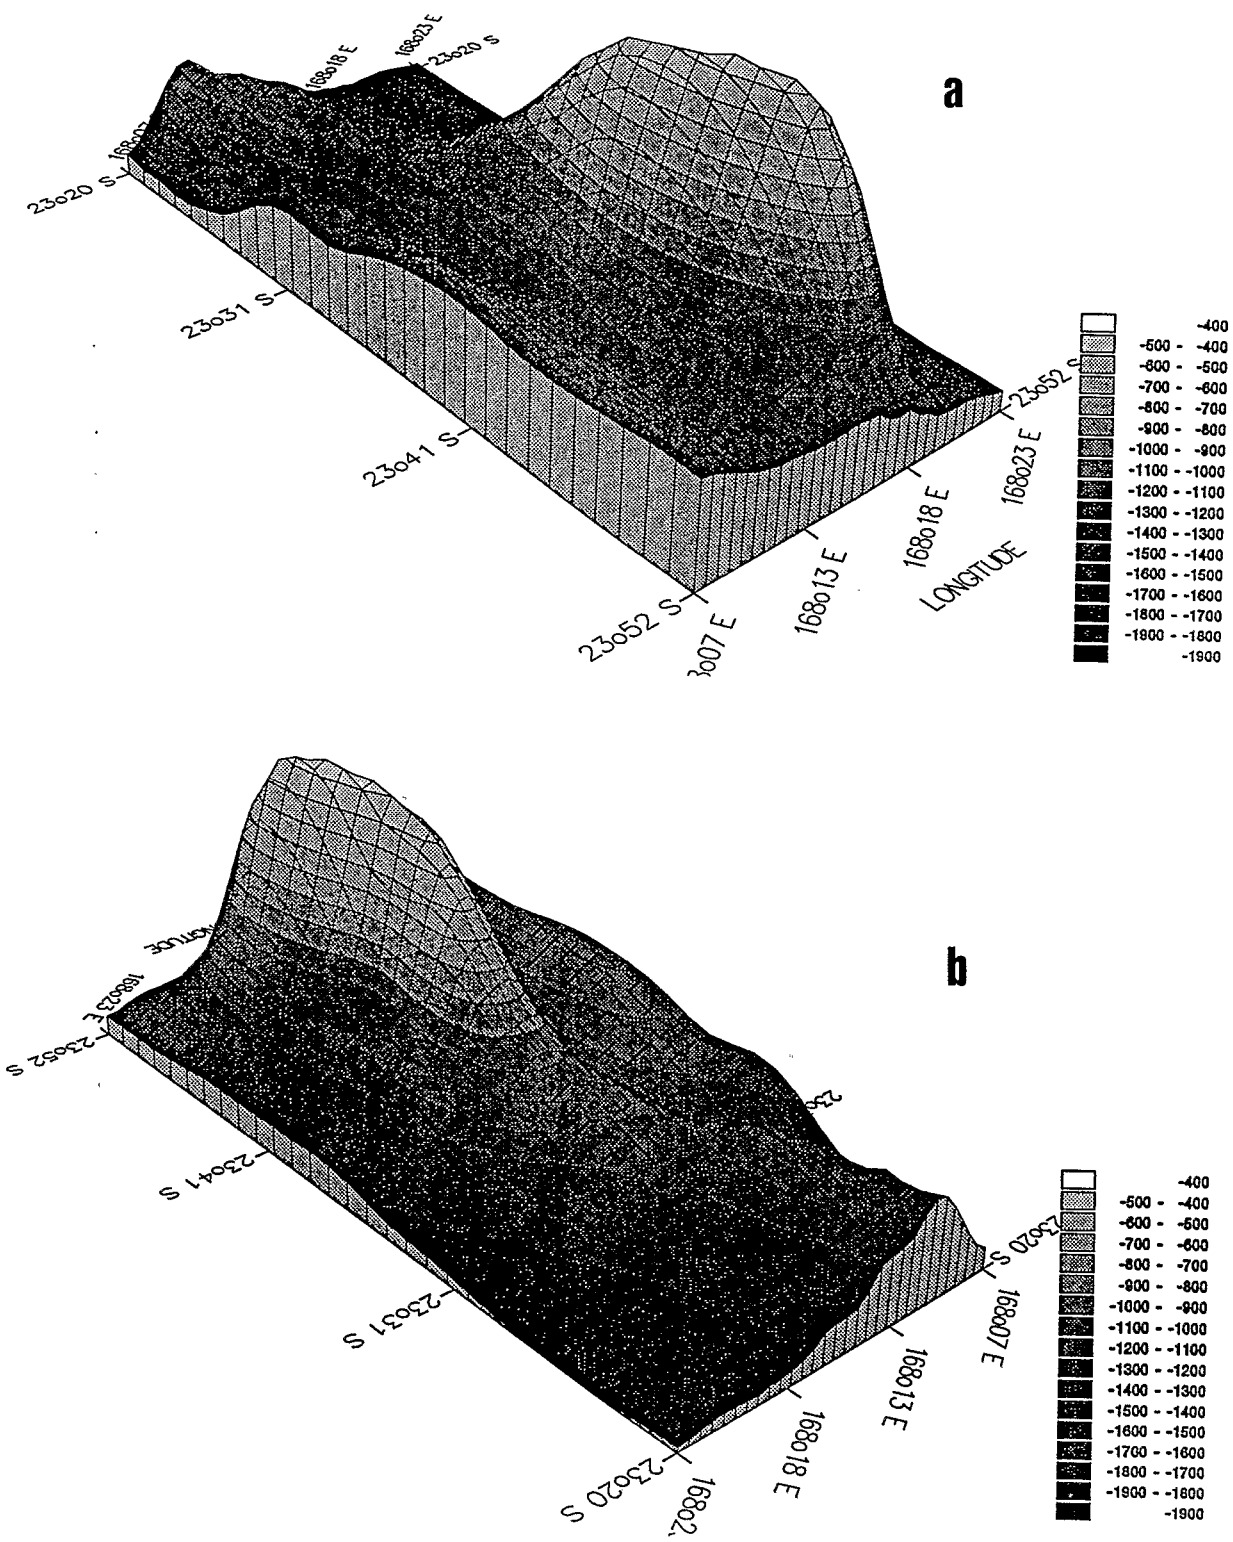 168o23 E
168o18 E
23o20 S
a
23o20 S
23o31 S
23o41 S
23o52 S
168o13 E
168o18 E
168o23 E
23o52 S
LONGITUDE
-400
-500 - -400
-600 - -500
-700 - -600
-800 - -700
-900 - -800
-1000 - -900
-1100 - -1000
-1200 - -1100
-1300 - -1200
-1400 - -1300
-1500 - -1400
-1600 - -1500
-1700 - -1600
-1800 - -1700
-1900 - -1800
-1900
b
168o23 E
23o52 S
23o41 S
23o31 S
23o20 S
168o18 E
168o13 E
168o07 E
23o20 S
-400
-500 - -400
-600 - -500
-700 - -600
-800 - -700
-900 - -800
-1000 - -900
-1100 - -1000
-1200 - -1100
-1300 - -1200
-1400 - -1300
-1500 - -1400
-1600 - -1500
-1700 - -1600
-1800 - -1700
-1900 - -1800
-1900